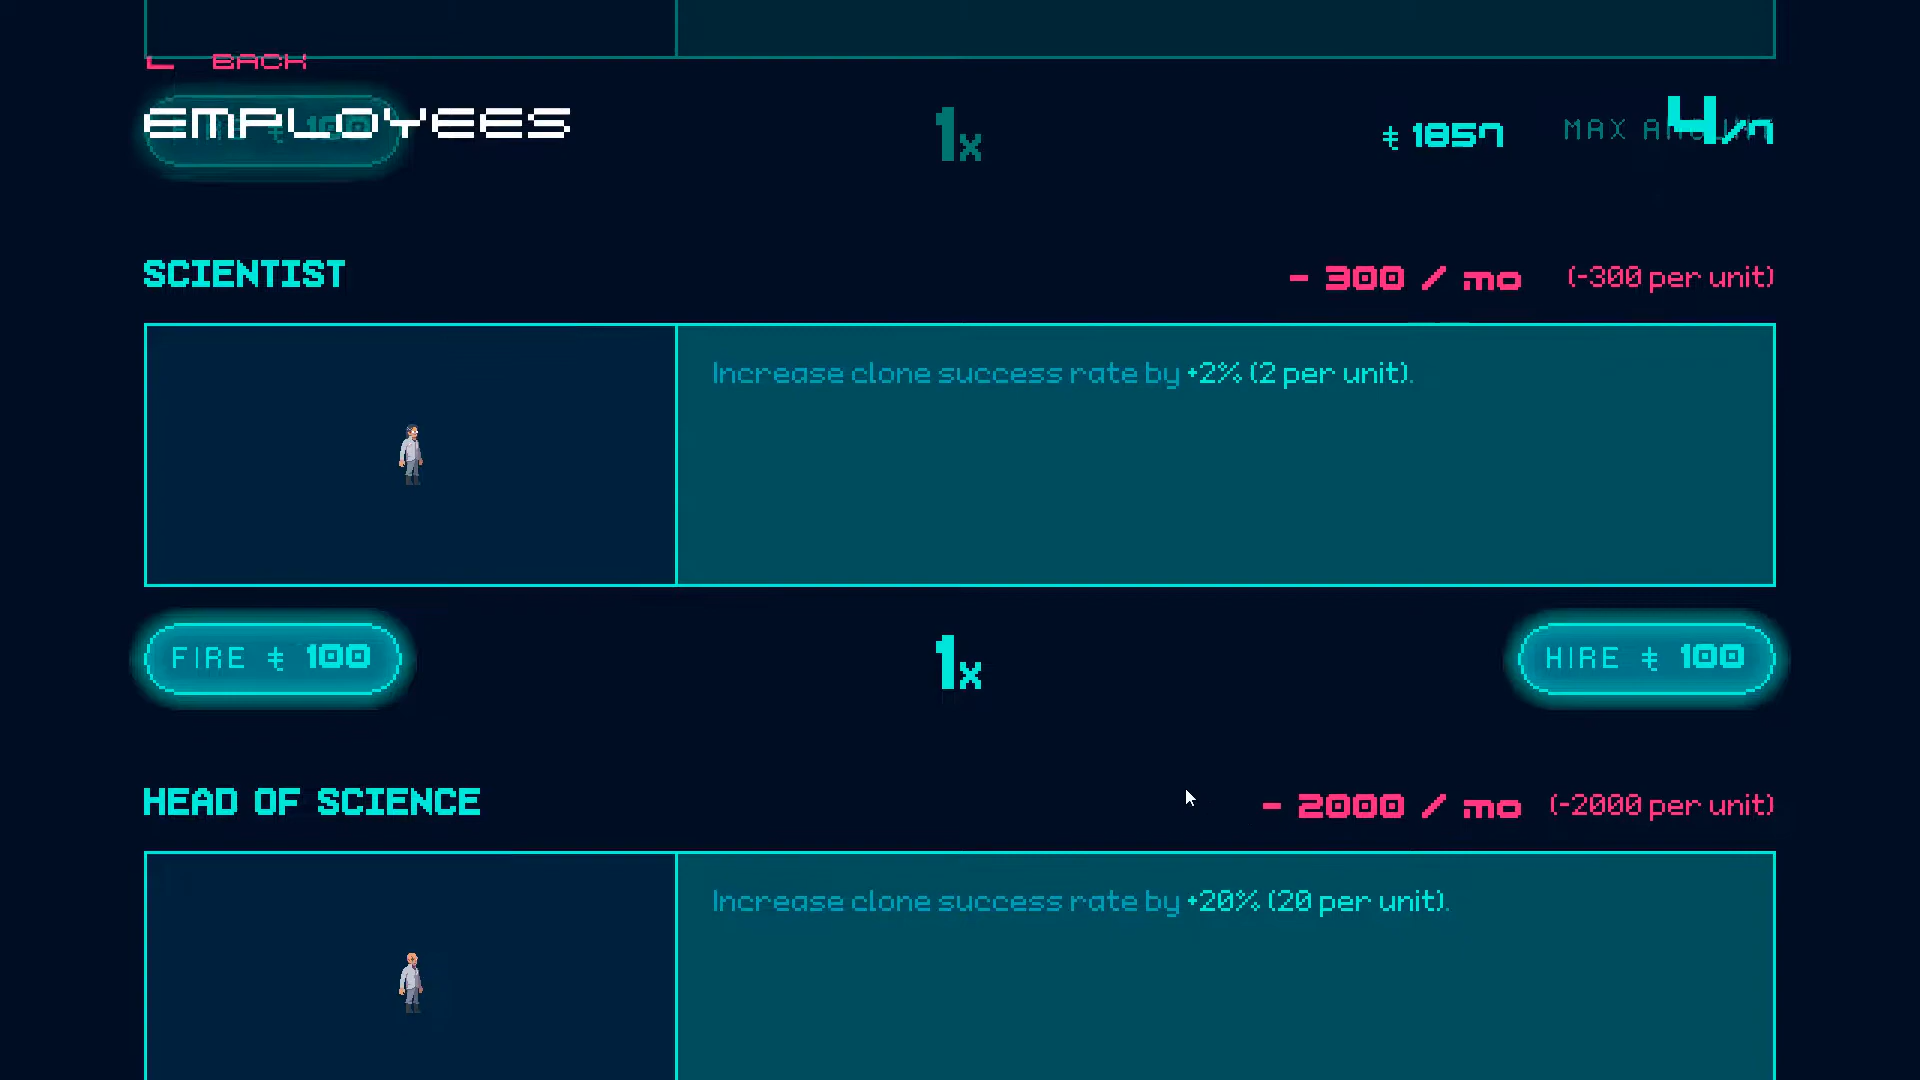 BACK
EMPLOYEES
1x
1857
4/7
SCIENTIST
- 300 / mo (-300 per unit)
Increase clone success rate by +2% (2 per unit).
FIRE 100
1x
HIRE 100
HEAD OF SCIENCE
- 2000 / mo (-2000 per unit)
Increase clone success rate by +20% (20 per unit).